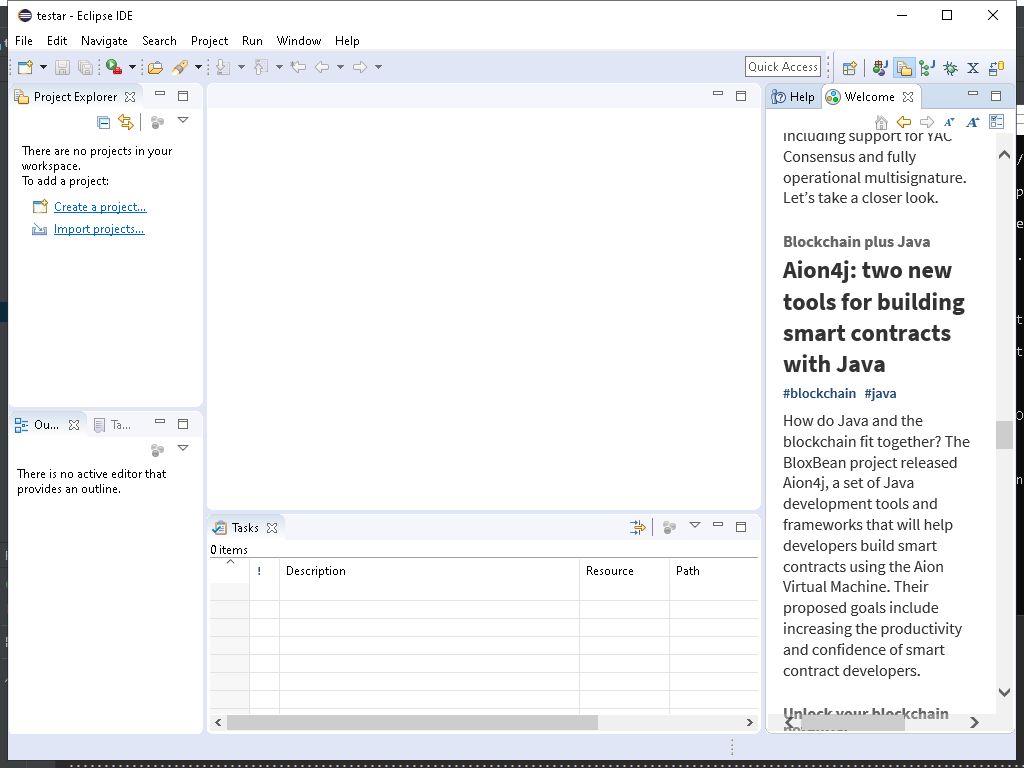 testar - Eclipse IDE
File Edit Navigate Search Project Run Window Help
Quick Access
Project Explorer
There are no projects in your
workspace.
To add a project:
Create a project...
Import projects...
Ou...
Ta...
There is no active editor that
provides an outline.
Tasks
0 items
! Description Resource Path
Help
Welcome
including support for YAC
Consensus and fully
operational multisignature.
Let’s take a closer look.
Blockchain plus Java
Aion4j: two new
tools for building
smart contracts
with Java
#blockchain #java
How do Java and the
blockchain fit together? The
BloxBean project released
Aion4j, a set of Java
development tools and
frameworks that will help
developers build smart
contracts using the Aion
Virtual Machine. Their
proposed goals include
increasing the productivity
and confidence of smart
contract developers.
Unlock your blockchain